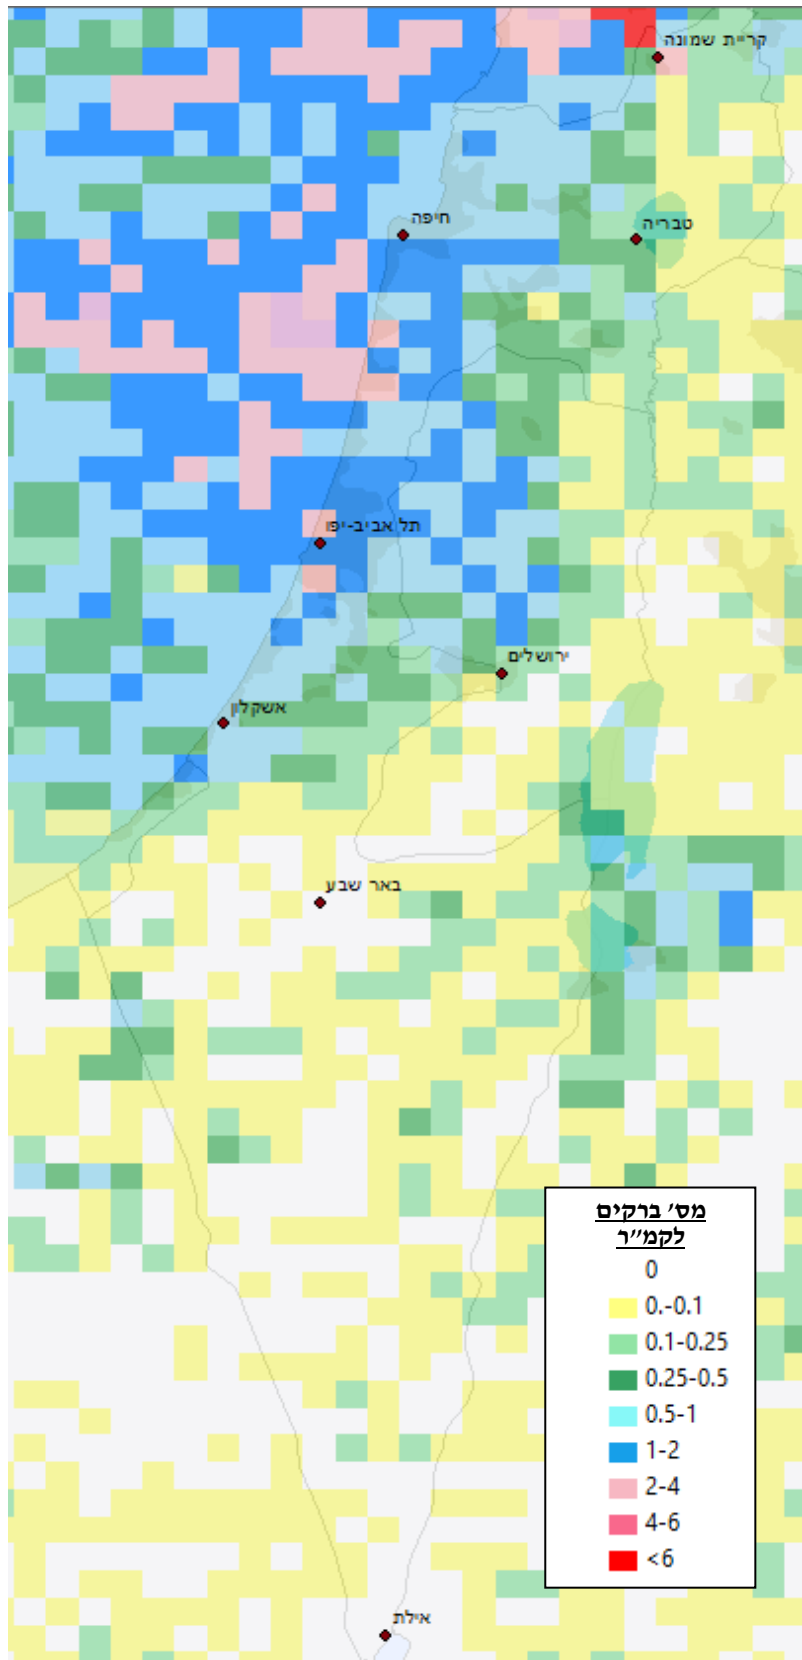 קריית שמונה
חיפה
טבריה
תל אביב-יפו
ירושלים
אשקלון
באר שבע
מס׳ ברקים
לקמ״ר
0
0.-0.1
0.1-0.25
0.25-0.5
0.5-1
1-2
2-4
4-6
<6
אילת